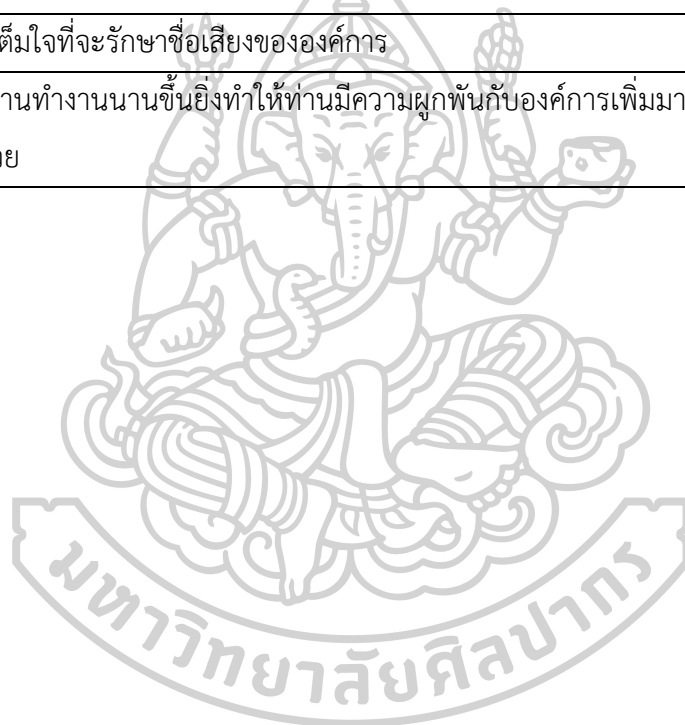 ต็มใจที่จะรักษาชื่อเสียงขององค์การ
านทำงานนานขึ้นยิ่งทำให้ท่านมีความผูกพันกับองค์การเพิ่มมา
วย
มหาวิทยาลัยศิลปากร